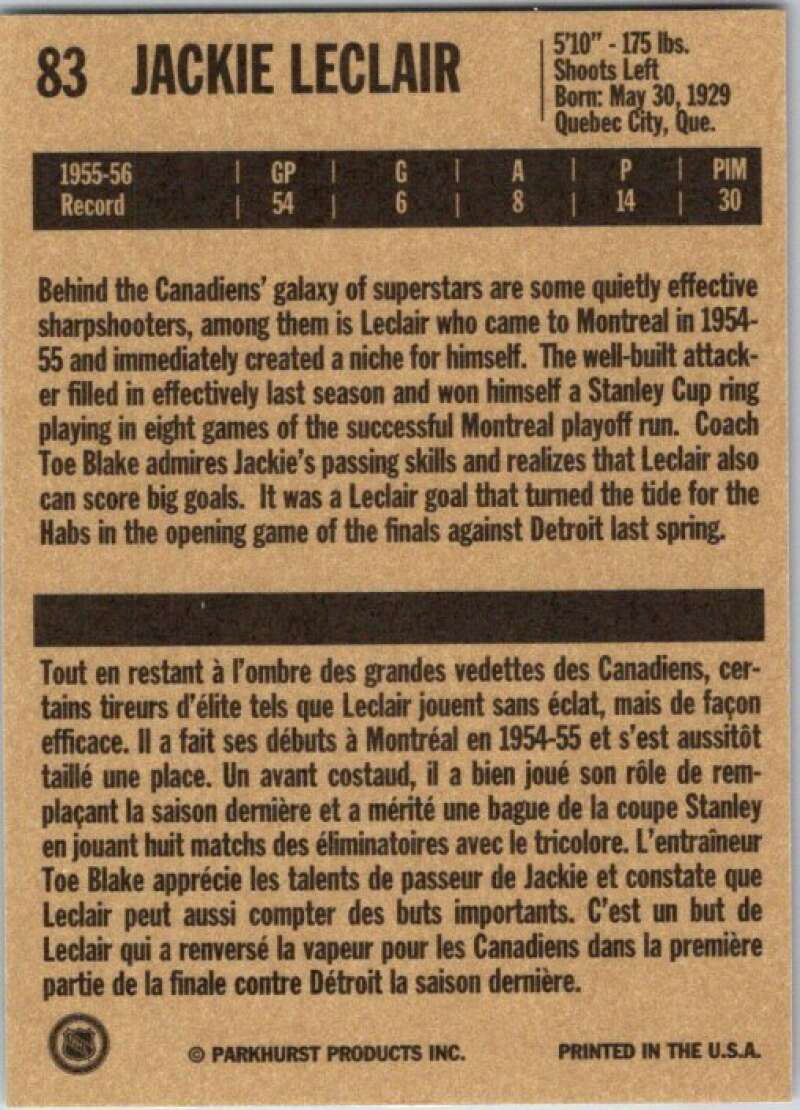 83 JACKIE LECLAIR
5'10" - 175 lbs.
Shoots Left
Born: May 30, 1929
Quebec City, Que.
1955-56 | GP | G | A | P | PIM
Record | 54 | 6 | 8 | 14 | 30
Behind the Canadiens' galaxy of superstars are some quietly effective
sharpshooters, among them is Leclair who came to Montreal in 1954-
55 and immediately created a niche for himself. The well-built attack-
er filled in effectively last season and won himself a Stanley Cup ring
playing in eight games of the successful Montreal playoff run. Coach
Toe Blake admires Jackie's passing skills and realizes that Leclair also
can score big goals. It was a Leclair goal that turned the tide for the
Habs in the opening game of the finals against Detroit last spring.
Tout en restant à l'ombre des grandes vedettes des Canadiens, cer-
tains tireurs d'élite tels que Leclair jouent sans éclat, mais de façon
efficace. Il a fait ses débuts à Montréal en 1954-55 et s'est aussitôt
taillé une place. Un avant costaud, il a bien joué son rôle de rem-
plaçant la saison dernière et a mérité une bague de la coupe Stanley
en jouant huit matchs des éliminatoires avec le tricolore. L'entraîneur
Toe Blake apprécie les talents de passeur de Jackie et constate que
Leclair peut aussi compter des buts importants. C'est un but de
Leclair qui a renversé la vapeur pour les Canadiens dans la première
partie de la finale contre Détroit la saison dernière.
© PARKHURST PRODUCTS INC. PRINTED IN THE U.S.A.